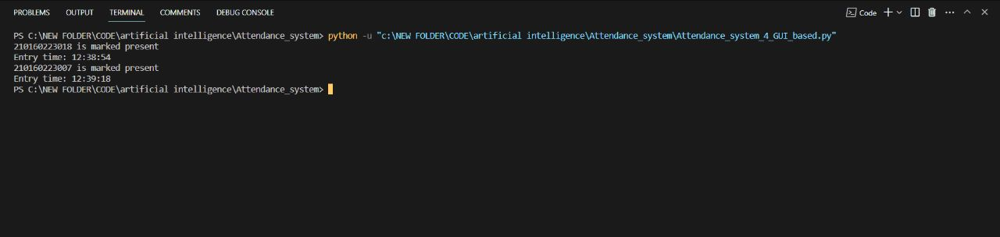 PROBLEMS OUTPUT TERMINAL COMMENTS DEBUG CONSOLE Code
PS C:\NEW FOLDER\CODE\artificial intelligence\Attendance_system> python -u "c:\NEW FOLDER\CODE\artificial intelligence\Attendance_system\Attendance_system_4_GUI_based.py"
210160223018 is marked present
Entry time: 12:38:54
210160223007 is marked present
Entry time: 12:39:18
PS C:\NEW FOLDER\CODE\artificial intelligence\Attendance_system>